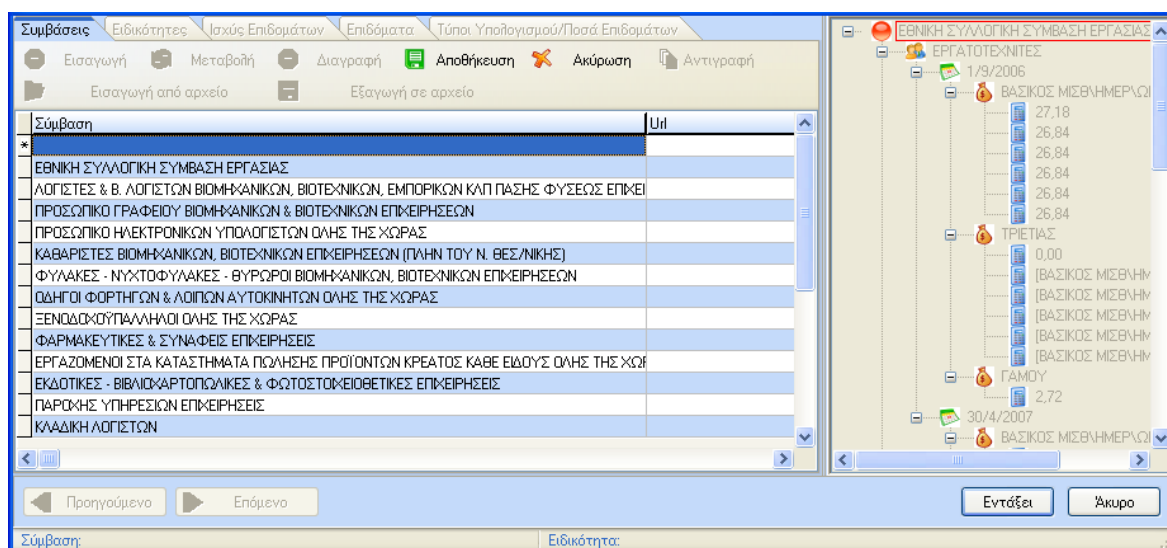 Συμβάσεις Ειδικότητες Ισχύς Επιδομάτων Επιδόματα Τύποι Υπολογισμού/Ποσά Επιδομάτων
Εισαγωγή Μεταβολή Διαγραφή Αποθήκευση Ακύρωση Αντιγραφή
Εισαγωγή από αρχείο Εξαγωγή σε αρχείο
Σύμβαση Url
*
ΕΘΝΙΚΗ ΣΥΛΛΟΓΙΚΗ ΣΥΜΒΑΣΗ ΕΡΓΑΣΙΑΣ
ΛΟΓΙΣΤΕΣ & Β. ΛΟΓΙΣΤΩΝ ΒΙΟΜΗΧΑΝΙΚΩΝ, ΒΙΟΤΕΧΝΙΚΩΝ, ΕΜΠΟΡΙΚΩΝ ΚΛΠ ΠΑΣΗΣ ΦΥΣΕΩΣ ΕΠΙΧΕΙ
ΠΡΟΣΩΠΙΚΟ ΓΡΑΦΕΙΟΥ ΒΙΟΜΗΧΑΝΙΚΩΝ & ΒΙΟΤΕΧΝΙΚΩΝ ΕΠΙΧΕΙΡΗΣΕΩΝ
ΠΡΟΣΩΠΙΚΟ ΗΛΕΚΤΡΟΝΙΚΩΝ ΥΠΟΛΟΓΙΣΤΩΝ ΟΛΗΣ ΤΗΣ ΧΩΡΑΣ
ΚΑΘΑΡΙΣΤΕΣ ΒΙΟΜΗΧΑΝΙΚΩΝ, ΒΙΟΤΕΧΝΙΚΩΝ ΕΠΙΧΕΙΡΗΣΕΩΝ (ΠΛΗΝ ΤΟΥ Ν. ΘΕΣ/ΝΙΚΗΣ)
ΦΥΛΑΚΕΣ - ΝΥΧΤΟΦΥΛΑΚΕΣ - ΘΥΡΩΡΟΙ ΒΙΟΜΗΧΑΝΙΚΩΝ, ΒΙΟΤΕΧΝΙΚΩΝ ΕΠΙΧΕΙΡΗΣΕΩΝ
ΟΔΗΓΟΙ ΦΟΡΤΗΓΩΝ & ΛΟΙΠΩΝ ΑΥΤΟΚΙΝΗΤΩΝ ΟΛΗΣ ΤΗΣ ΧΩΡΑΣ
ΞΕΝΟΔΟΧΟΫΠΑΛΛΗΛΟΙ ΟΛΗΣ ΤΗΣ ΧΩΡΑΣ
ΦΑΡΜΑΚΕΥΤΙΚΕΣ & ΣΥΝΑΦΕΙΣ ΕΠΙΧΕΙΡΗΣΕΙΣ
ΕΡΓΑΖΟΜΕΝΟΙ ΣΤΑ ΚΑΤΑΣΤΗΜΑΤΑ ΠΩΛΗΣΗΣ ΠΡΟΪΟΝΤΩΝ ΚΡΕΑΤΟΣ ΚΑΘΕ ΕΙΔΟΥΣ ΟΛΗΣ ΤΗΣ ΧΩΡ
ΕΚΔΟΤΙΚΕΣ - ΒΙΒΛΙΟΧΑΡΤΟΠΩΛΙΚΕΣ & ΦΩΤΟΣΤΟΙΧΕΙΟΘΕΤΙΚΕΣ ΕΠΙΧΕΙΡΗΣΕΙΣ
ΠΑΡΟΧΗΣ ΥΠΗΡΕΣΙΩΝ ΕΠΙΧΕΙΡΗΣΕΙΣ
ΚΛΑΔΙΚΗ ΛΟΓΙΣΤΩΝ
ΕΘΝΙΚΗ ΣΥΛΛΟΓΙΚΗ ΣΥΜΒΑΣΗ ΕΡΓΑΣΙΑΣ
ΕΡΓΑΤΟΤΕΧΝΙΤΕΣ
1/9/2006
ΒΑΣΙΚΟΣ ΜΙΣΘ\ΗΜΕΡ\ΩΙ
27,18
26,84
26,84
26,84
26,84
26,84
ΤΡΙΕΤΙΑΣ
0,00
[ΒΑΣΙΚΟΣ ΜΙΣΘ\ΗΜ
[ΒΑΣΙΚΟΣ ΜΙΣΘ\ΗΜ
[ΒΑΣΙΚΟΣ ΜΙΣΘ\ΗΜ
[ΒΑΣΙΚΟΣ ΜΙΣΘ\ΗΜ
[ΒΑΣΙΚΟΣ ΜΙΣΘ\ΗΜ
ΓΑΜΟΥ
2,72
30/4/2007
ΒΑΣΙΚΟΣ ΜΙΣΘ\ΗΜΕΡ\ΩΙ
Προηγούμενο Επόμενο Εντάξει Άκυρο
Σύμβαση: Ειδικότητα: